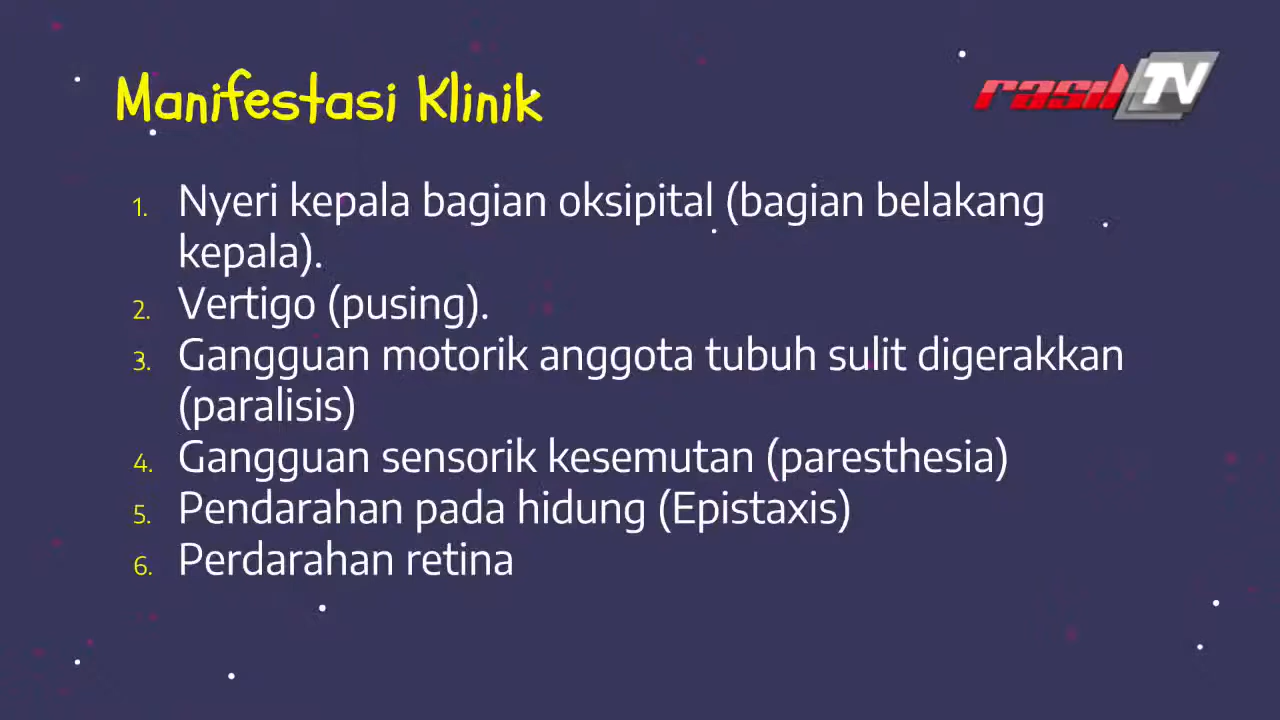 Manifestasi Klinik
rasil TV
1. Nyeri kepala bagian oksipital (bagian belakang
kepala).
2. Vertigo (pusing).
3. Gangguan motorik anggota tubuh sulit digerakkan
(paralisis)
4. Gangguan sensorik kesemutan (paresthesia)
5. Pendarahan pada hidung (Epistaxis)
6. Perdarahan retina